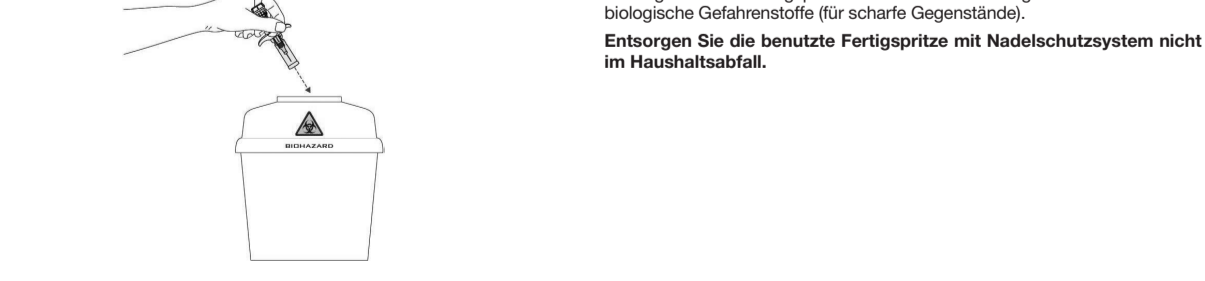 biologische Gefahrenstoffe (für scharfe Gegenstände).
Entsorgen Sie die benutzte Fertigspritze mit Nadelschutzsystem nicht
im Haushaltsabfall.
BIOHAZARD